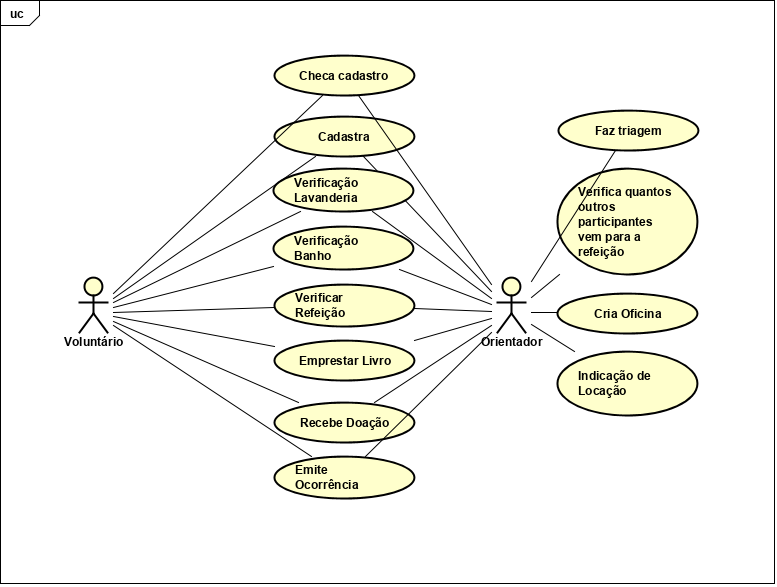 uc
Checa cadastro
Cadastra
Verificação
Lavanderia
Verificação
Banho
Verificar
Refeição
Emprestar Livro
Recebe Doação
Emite
Ocorrência
Voluntário
Orientador
Faz triagem
Verifica quantos
outros
participantes
vem para a
refeição
Cria Oficina
Indicação de
Locação